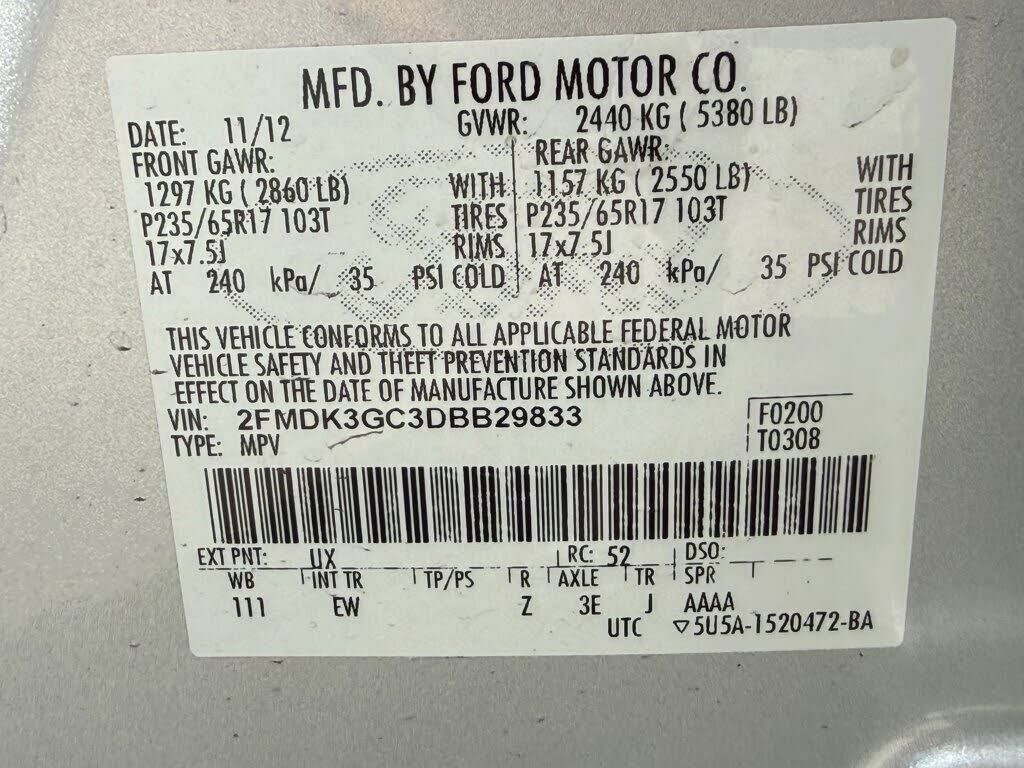 MFD. BY FORD MOTOR CO.
DATE: 11/12 GVWR: 2440 KG ( 5380 LB)
FRONT GAWR: REAR GAWR:
1297 KG ( 2860 LB) WITH 1157 KG ( 2550 LB) WITH
P235/65R17 103T TIRES P235/65R17 103T TIRES
17x7.5J RIMS 17x7.5J RIMS
AT 240 kPa/ 35 PSI COLD AT 240 kPa/ 35 PSI COLD
THIS VEHICLE CONFORMS TO ALL APPLICABLE FEDERAL MOTOR
VEHICLE SAFETY AND THEFT PREVENTION STANDARDS IN
EFFECT ON THE DATE OF MANUFACTURE SHOWN ABOVE.
VIN: 2FMDK3GC3DBB29833 F0200
TYPE: MPV T0308
EXT PNT: UX RC: 52 DSO:
WB INT TR TP/PS R AXLE TR SPR
111 EW Z 3E J AAAA
UTC ▽5U5A-1520472-BA